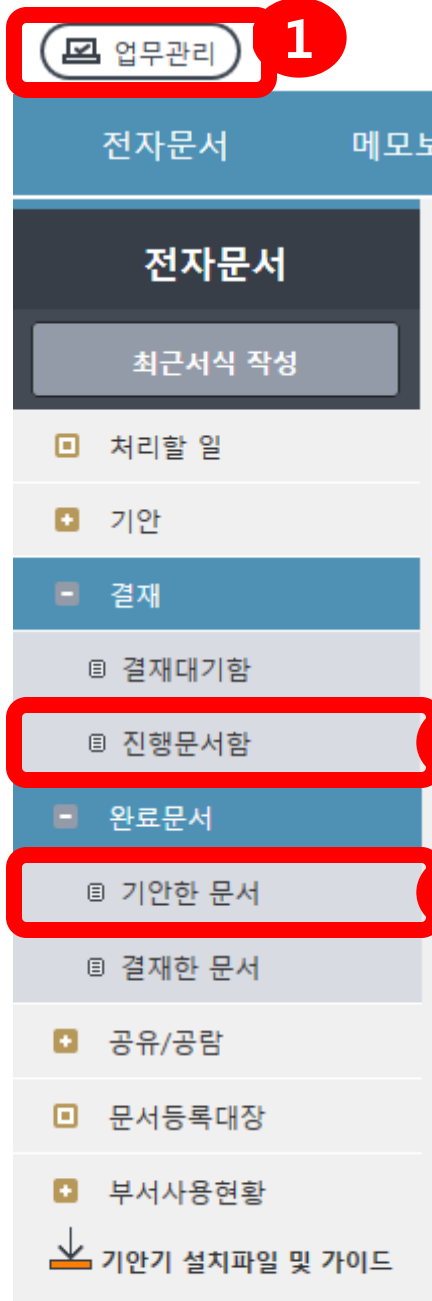 업무관리
1
전자문서
메모보
전자문서
최근서식 작성
처리할 일
기안
결재
결재대기함
진행문서함
완료문서
기안한 문서
결재한 문서
공유/공람
문서등록대장
부서사용현황
기안기 설치파일 및 가이드